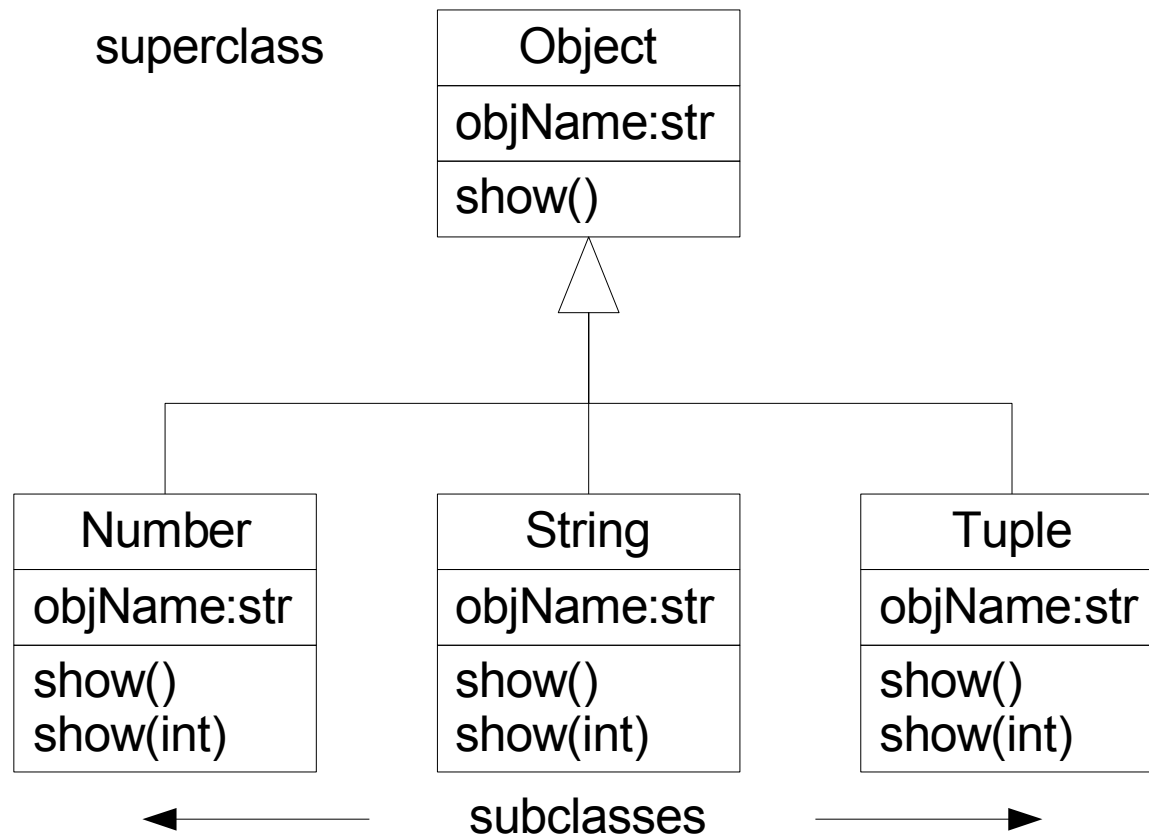 superclass
Object
objName:str
show()
Number
objName:str
show()
show(int)
String
objName:str
show()
show(int)
Tuple
objName:str
show()
show(int)
subclasses